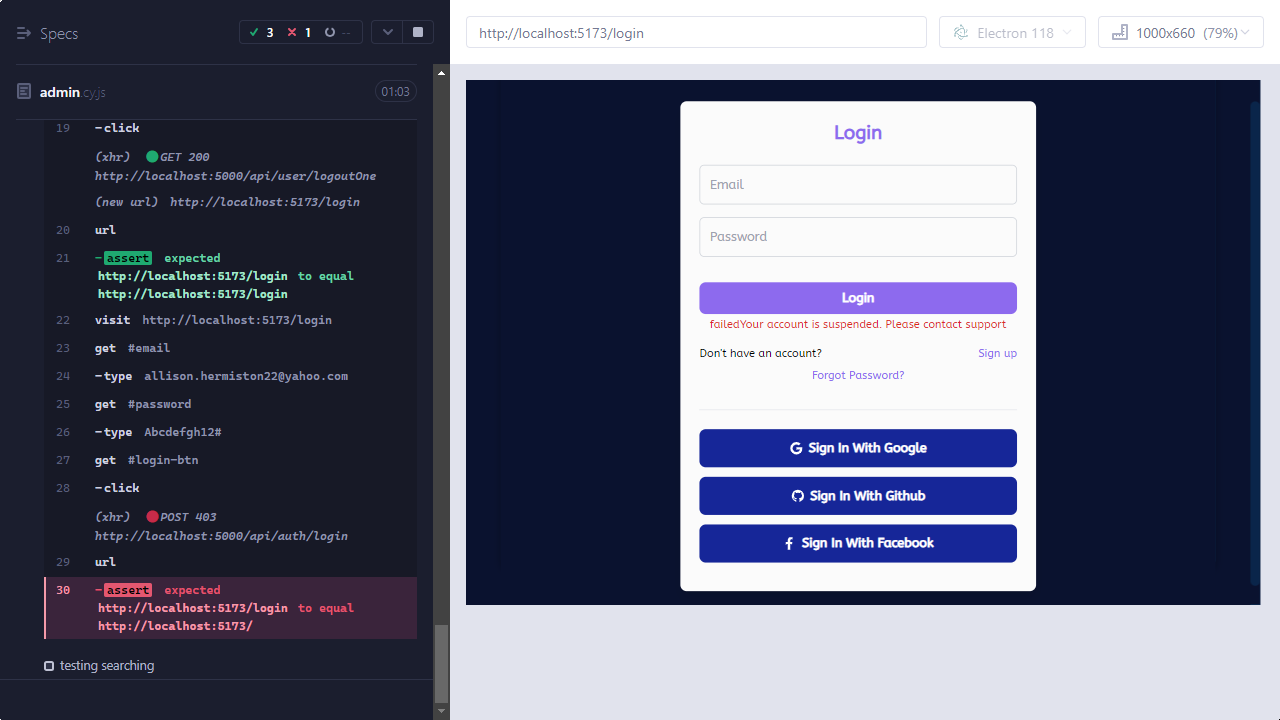 Specs
3 1 --
admin.cy.js 01:03
19 -click
(xhr) GET 200
http://localhost:5000/api/user/logoutOne
(new url) http://localhost:5173/login
20 url
21 -assert expected
http://localhost:5173/login to equal
http://localhost:5173/login
22 visit http://localhost:5173/login
23 get #email
24 -type allison.hermiston22@yahoo.com
25 get #password
26 -type Abcdefgh12#
27 get #login-btn
28 -click
(xhr) POST 403
http://localhost:5000/api/auth/login
29 url
30 -assert expected
http://localhost:5173/login to equal
http://localhost:5173/
testing searching
http://localhost:5173/login
Electron 118
1000x660 (79%)
Login
Email
Password
Login
failedYour account is suspended. Please contact support
Don't have an account? Sign up
Forgot Password?
Sign In With Google
Sign In With Github
Sign In With Facebook